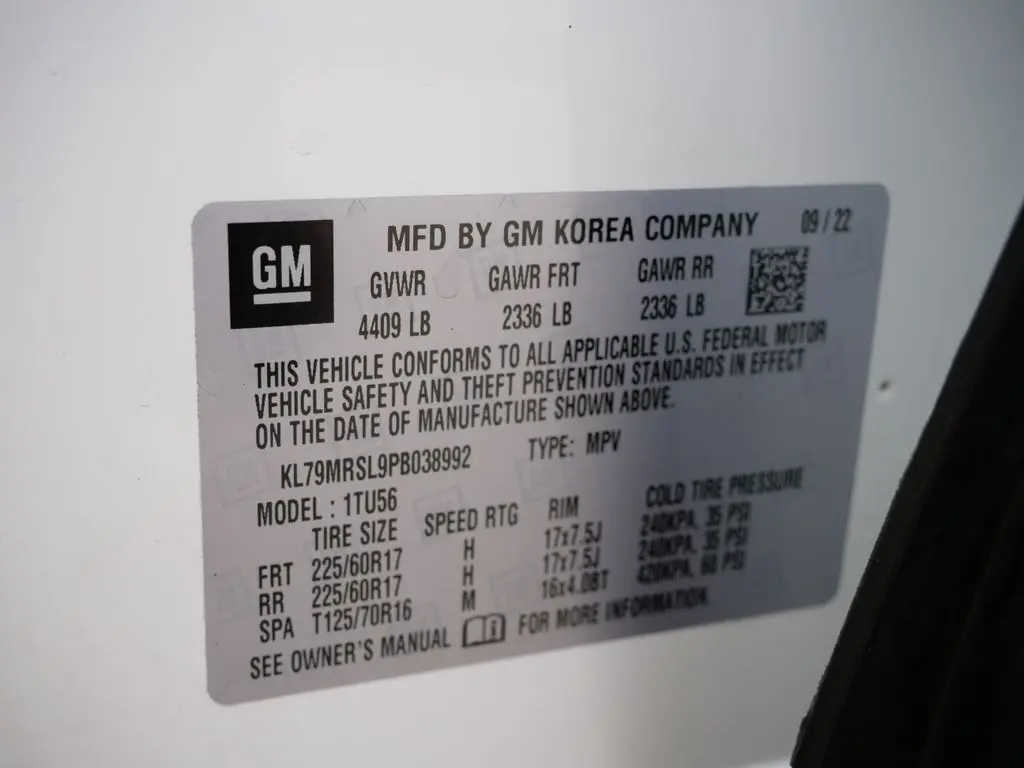 GM
MFD BY GM KOREA COMPANY 09 / 22
GVWR GAWR FRT GAWR RR
4409 LB 2336 LB 2336 LB
THIS VEHICLE CONFORMS TO ALL APPLICABLE U.S. FEDERAL MOTOR
VEHICLE SAFETY AND THEFT PREVENTION STANDARDS IN EFFECT
ON THE DATE OF MANUFACTURE SHOWN ABOVE.
KL79MRSL9PB038992 TYPE: MPV
MODEL : 1TU56
TIRE SIZE SPEED RTG RIM COLD TIRE PRESSURE
FRT 225/60R17 H 17x7.5J 240KPA, 35 PSI
RR 225/60R17 H 17x7.5J 240KPA, 35 PSI
SPA T125/70R16 M 16x4.0BT 420KPA, 60 PSI
SEE OWNER'S MANUAL FOR MORE INFORMATION.